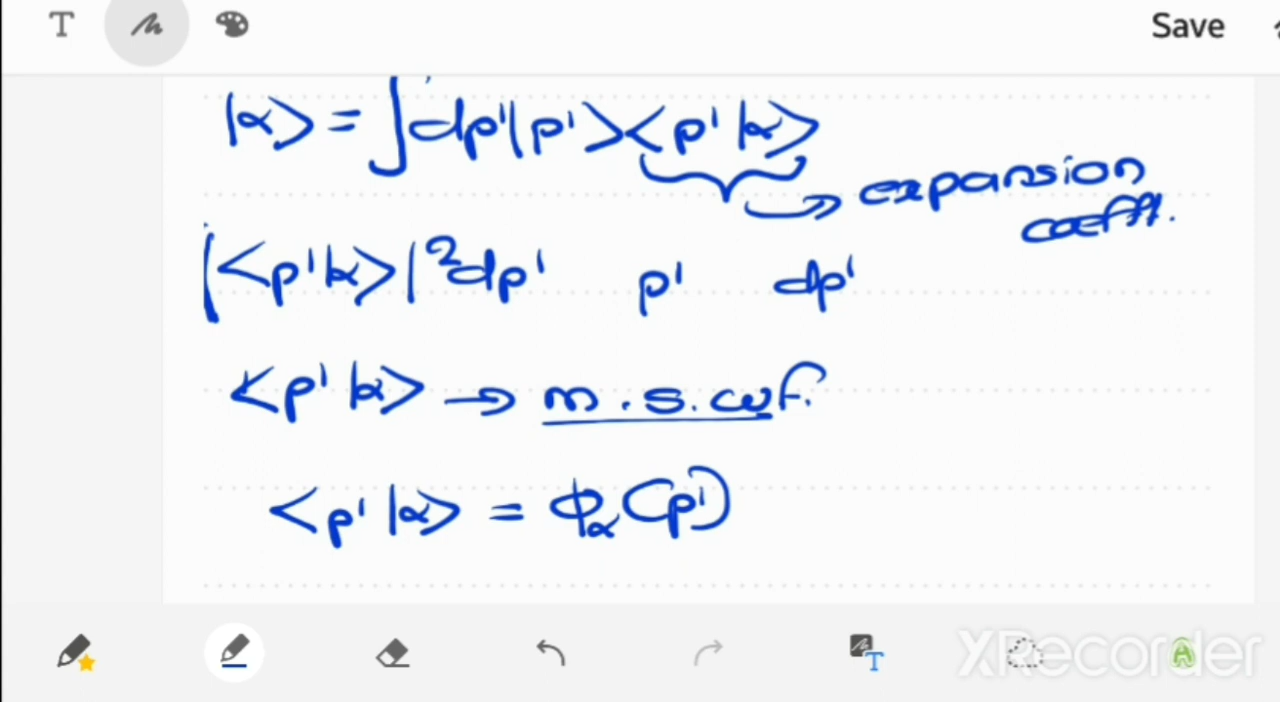 T Save
|α> = ∫dp'|p'><p'|α>
→ expansion
coeff.
|<p'|α>|²dp' p' dp'
<p'|α> → m.s.wf.
<p'|α> = ϕα(p')
T XRecorder